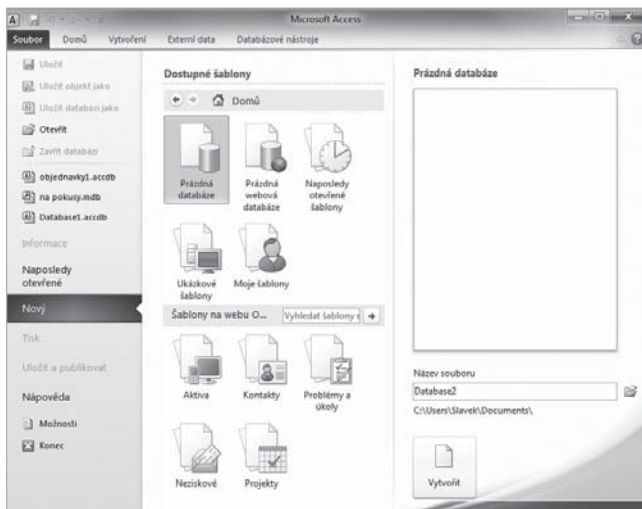 Microsoft Access
Soubor Domů Vytvoření Externí data Databázové nástroje
Uložit
Uložit objekt jako
Uložit databázi jako
Otevřít
Zavřít databázi
objednavky1.accdb
na pokusy.mdb
Database1.accdb
Informace
Naposledy
otevřené
Nový
Tisk
Uložit a publikovat
Nápověda
Možnosti
Konec
Dostupné šablony
Domů
Prázdná
databáze
Prázdná
webová
databáze
Naposledy
otevřené
šablony
Ukázkové
šablony
Moje šablony
Šablony na webu O... Vyhledat šablony
Aktiva
Kontakty
Problémy a
úkoly
Neziskové
Projekty
Prázdná databáze
Název souboru
Database2
C:\Users\Slavek\Documents\
Vytvořit